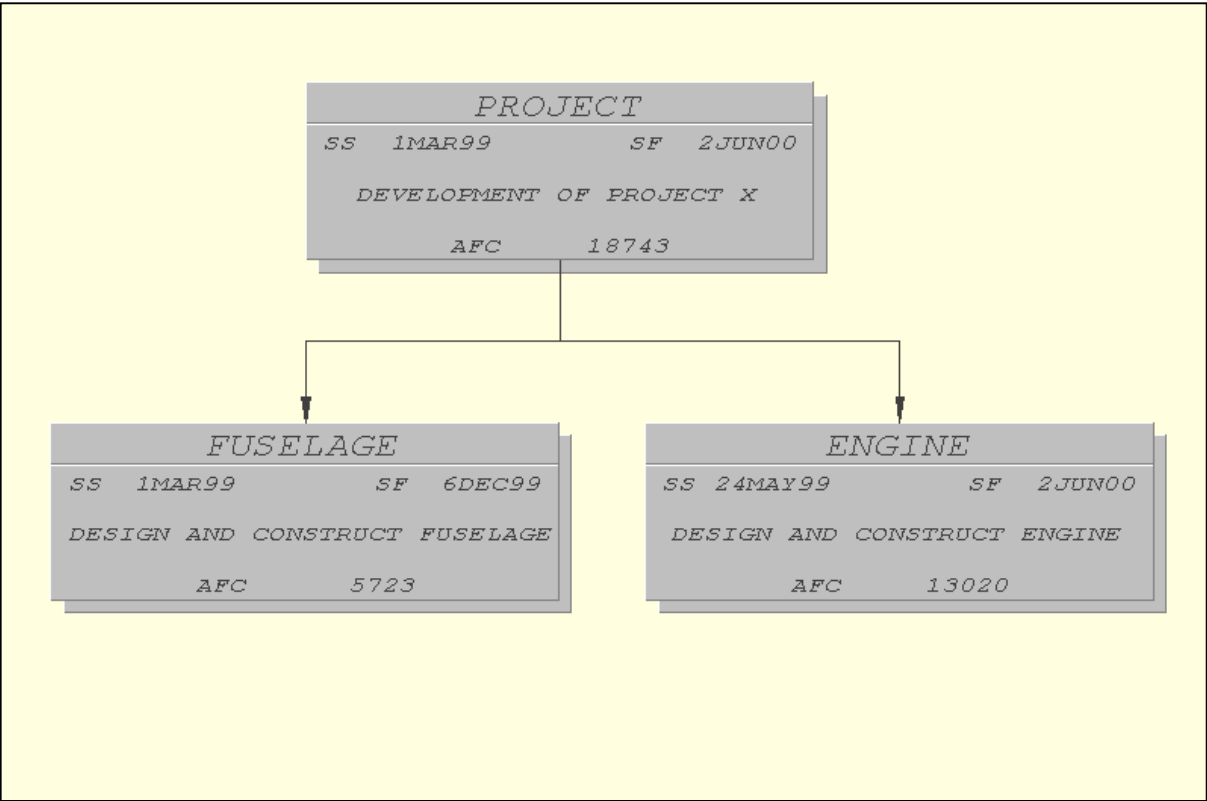 PROJECT
SS 1MAR99 SF 2JUN00
DEVELOPMENT OF PROJECT X
AFC 18743
FUSELAGE
SS 1MAR99 SF 6DEC99
DESIGN AND CONSTRUCT FUSELAGE
AFC 5723
ENGINE
SS 24MAY99 SF 2JUN00
DESIGN AND CONSTRUCT ENGINE
AFC 13020